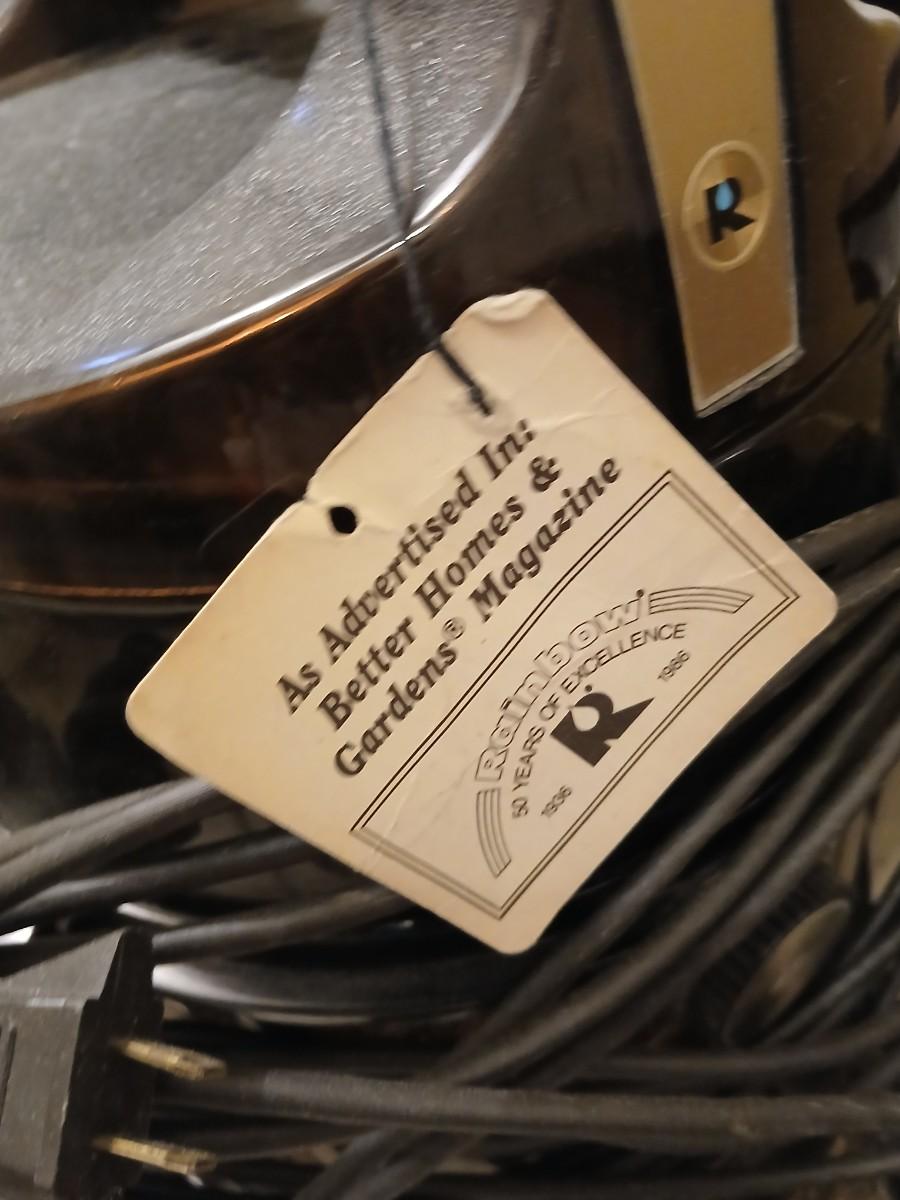 R
As Advertised In:
Better Homes &
Gardens® Magazine
Rainbow®
50 YEARS OF EXCELLENCE
1936 R 1986